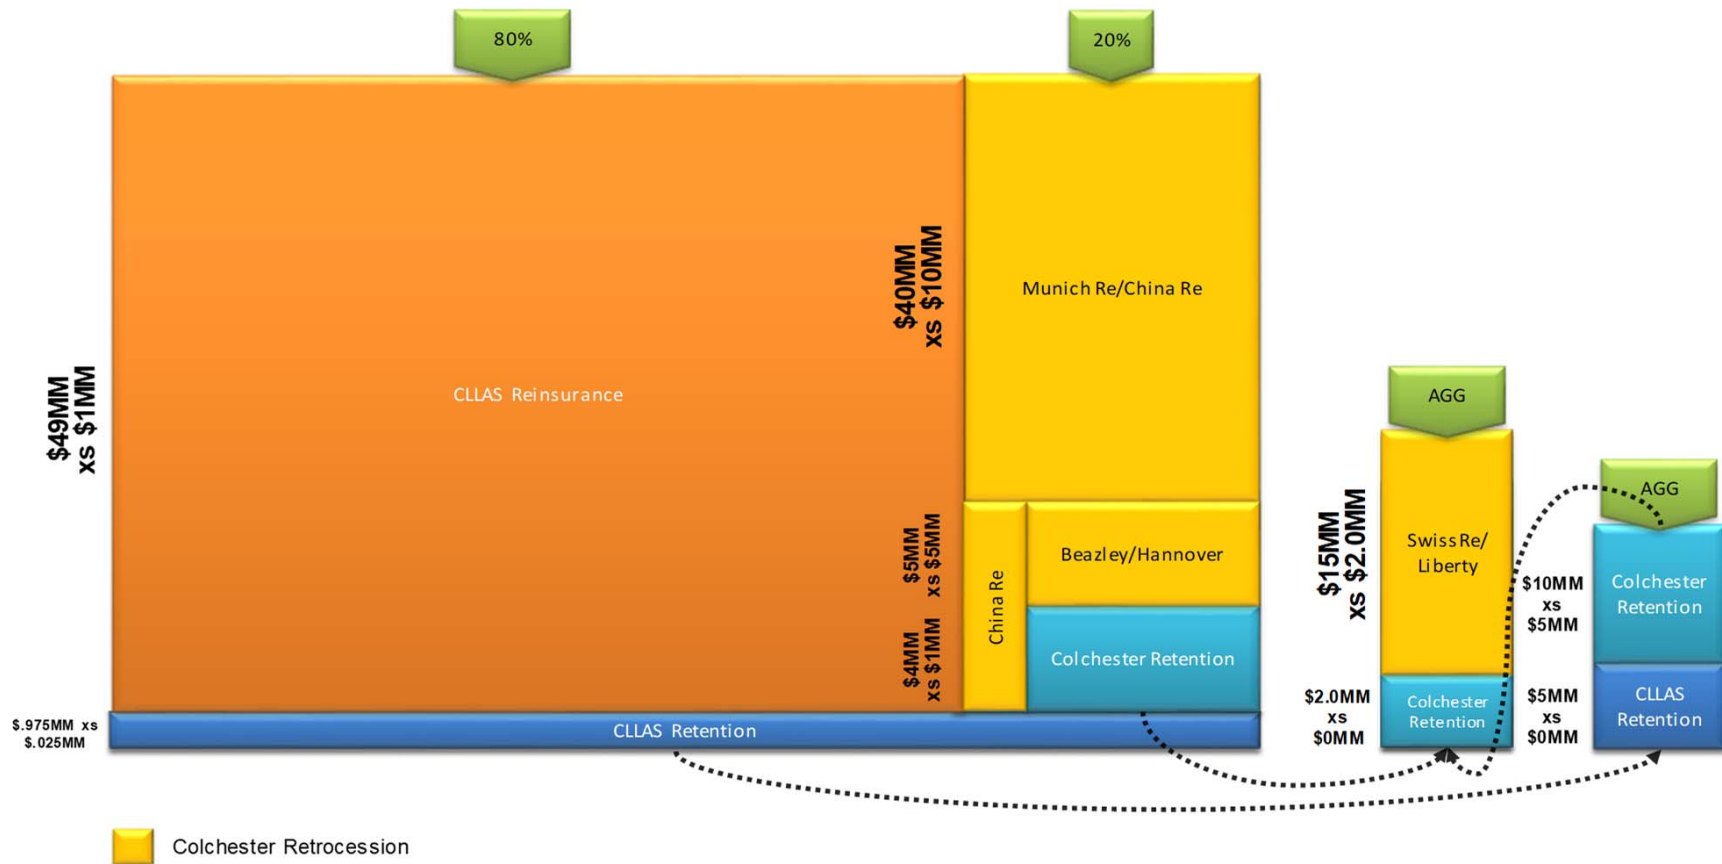 80%
20%
$49MM
xs $1MM
CLLAS Reinsurance
$40MM
xs $10MM
Munich Re/China Re
$5MM
xs $5MM
China Re
Beazley/Hannover
$4MM
xs $1MM
Colchester Retention
$.975MM xs
$.025MM
CLLAS Retention
AGG
$15MM
xs $2.0MM
Swiss Re/
Liberty
$2.0MM
xs
$0MM
Colchester
Retention
AGG
$10MM
xs
$5MM
Colchester
Retention
$5MM
xs
$0MM
CLLAS
Retention
Colchester Retrocession